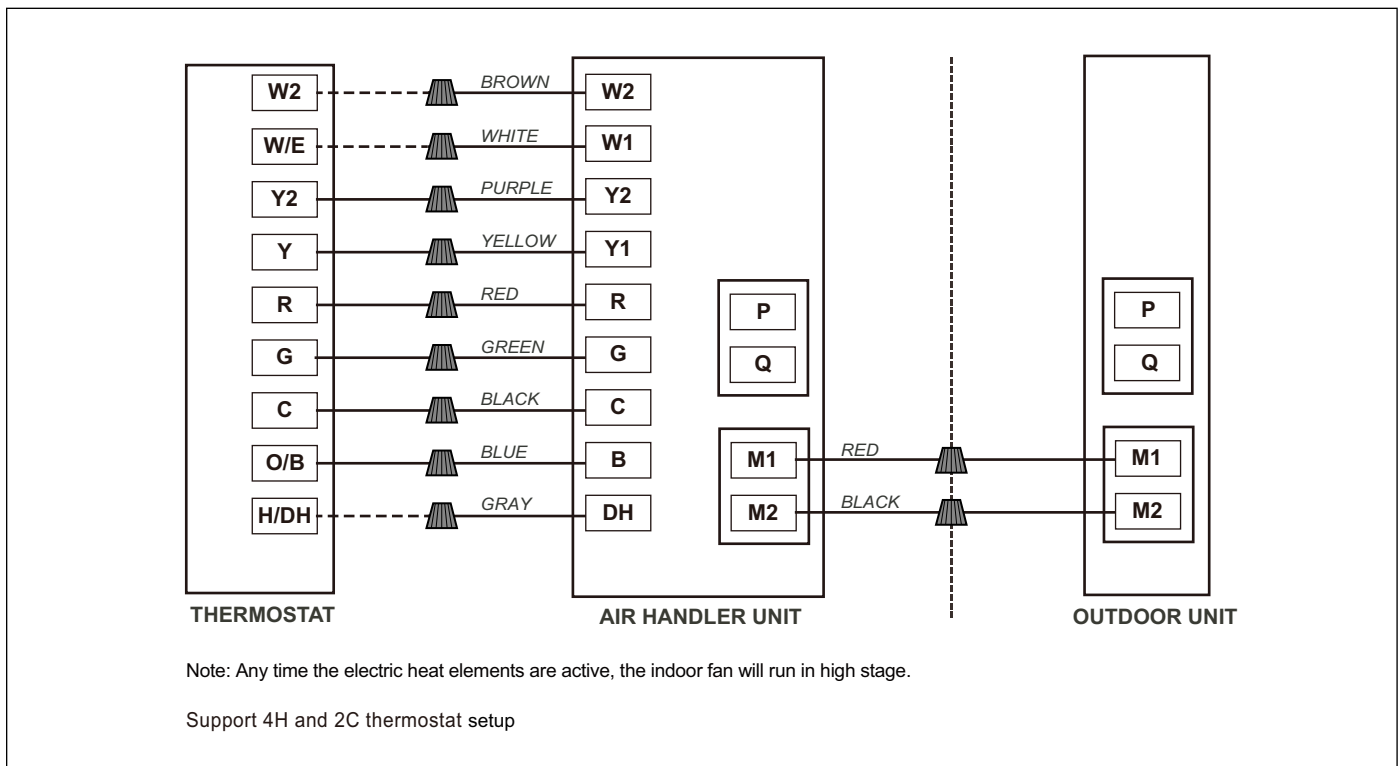 W2 BROWN W2
W/E WHITE W1
Y2 PURPLE Y2
Y YELLOW Y1
R RED R P P
G GREEN G Q Q
C BLACK C
O/B BLUE B M1 RED M1
H/DH GRAY DH M2 BLACK M2
THERMOSTAT AIR HANDLER UNIT OUTDOOR UNIT
Note: Any time the electric heat elements are active, the indoor fan will run in high stage.
Support 4H and 2C thermostat setup